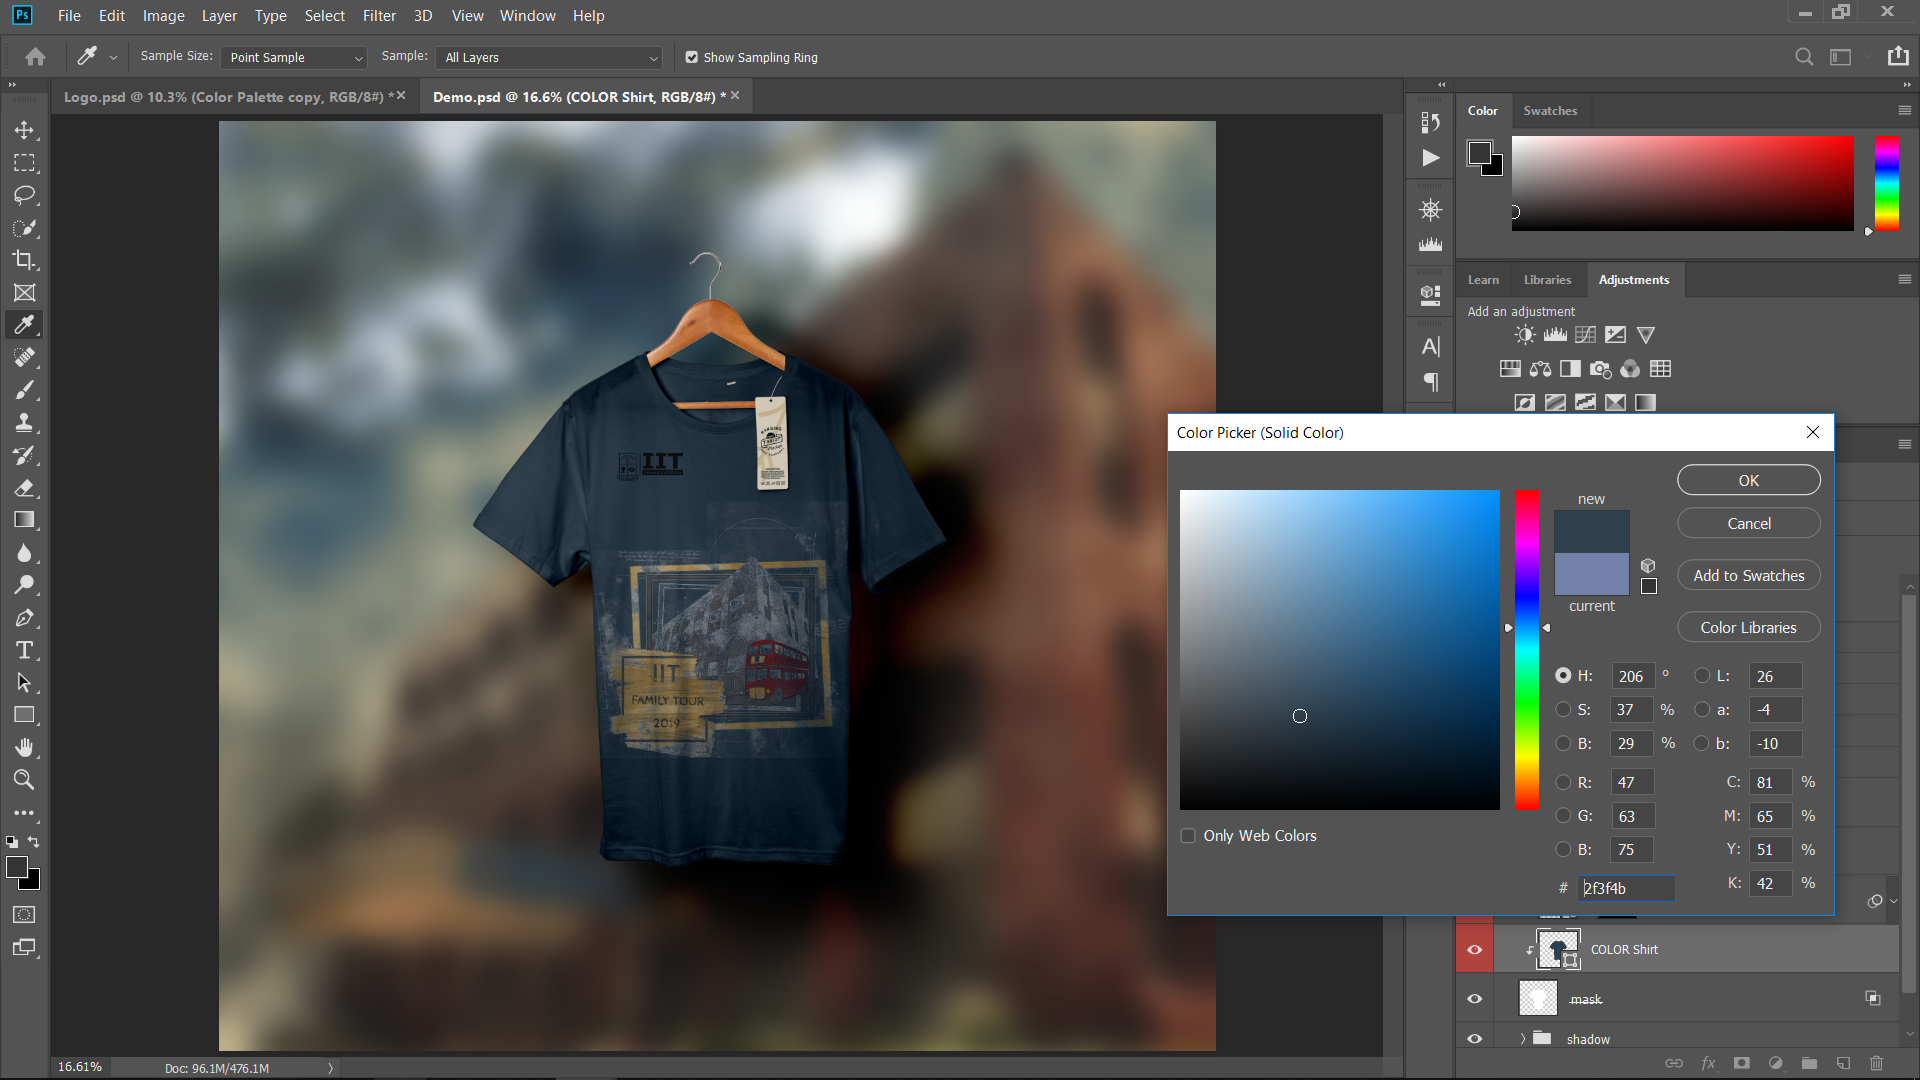 Ps File Edit Image Layer Type Select Filter 3D View Window Help
Sample Size: Point Sample Sample: All Layers Show Sampling Ring
Logo.psd @ 10.3% (Color Palette copy, RGB/8#) * Demo.psd @ 16.6% (COLOR Shirt, RGB/8#) *
Color Swatches
Learn Libraries Adjustments
Add an adjustment
IIT
IIT
FAMILY TOUR
2019
Color Picker (Solid Color)
new
current
OK
Cancel
Add to Swatches
Color Libraries
H: 206 ° L: 26
S: 37 % a: -4
B: 29 % b: -10
R: 47 C: 81 %
G: 63 M: 65 %
B: 75 Y: 51 %
# 2f3f4b K: 42 %
Only Web Colors
COLOR Shirt
mask
shadow
fx
16.61% Doc: 96.1M/476.1M